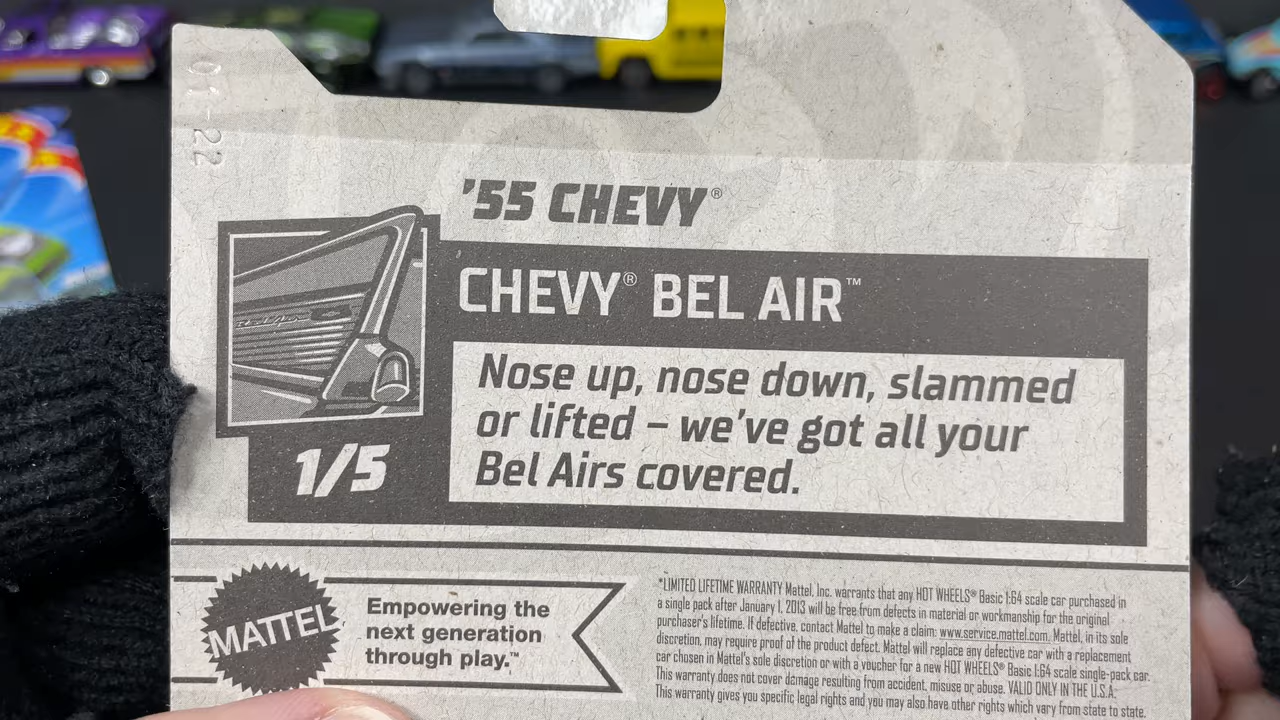 01-22
'55 CHEVY®
CHEVY® BEL AIR™
Nose up, nose down, slammed
or lifted – we've got all your
Bel Airs covered.
1/5
MATTEL
Empowering the
next generation
through play.™
*LIMITED LIFETIME WARRANTY Mattel, Inc. warrants that any HOT WHEELS® Basic 1:64 scale car purchased in
a single pack after January 1, 2013 will be free from defects in material or workmanship for the original
purchaser's lifetime. If defective, contact Mattel to make a claim: www.service.mattel.com. Mattel, in its sole
discretion, may require proof of the product defect. Mattel will replace any defective car with a replacement
car chosen in Mattel's sole discretion or with a voucher for a new HOT WHEELS® Basic 1:64 scale single-pack car.
This warranty does not cover damage resulting from accident, misuse or abuse. VALID ONLY IN THE U.S.A.
This warranty gives you specific legal rights and you may also have other rights which vary from state to state.